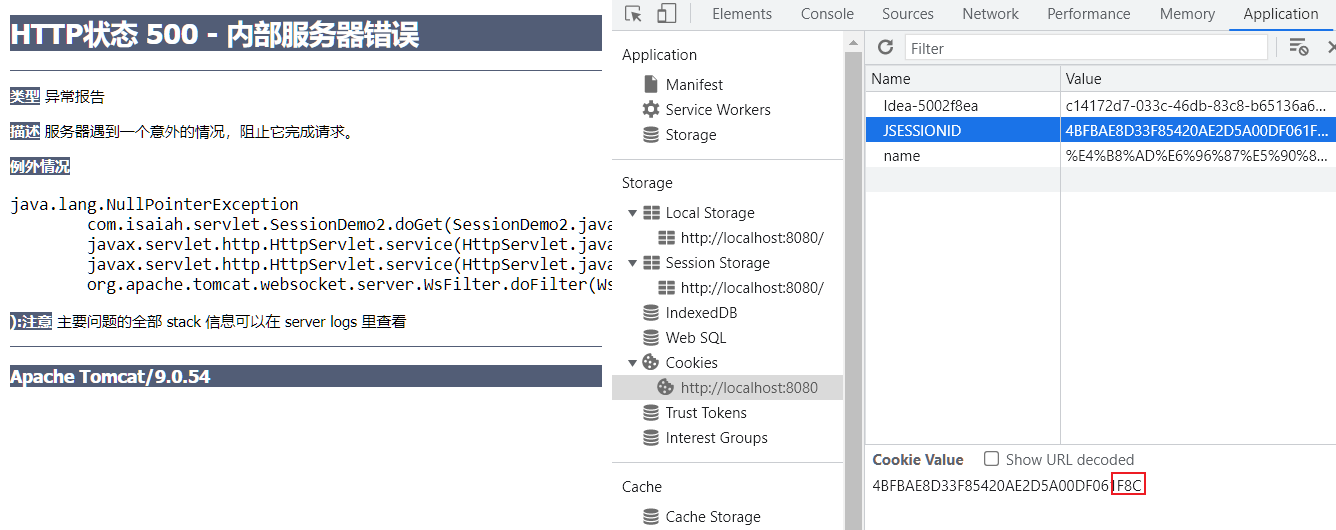 HTTP状态 500 - 内部服务器错误
类型 异常报告
描述 服务器遇到一个意外的情况，阻止它完成请求。
例外情况
java.lang.NullPointerException
com.isaiah.servlet.SessionDemo2.doGet(SessionDemo2.java
javax.servlet.http.HttpServlet.service(HttpServlet.java
javax.servlet.http.HttpServlet.service(HttpServlet.java
org.apache.tomcat.websocket.server.WsFilter.doFilter(Ws
):注意 主要问题的全部 stack 信息可以在 server logs 里查看
Apache Tomcat/9.0.54
Elements Console Sources Network Performance Memory Application
Application
Manifest
Service Workers
Storage
Storage
Local Storage
http://localhost:8080/
Session Storage
http://localhost:8080/
IndexedDB
Web SQL
Cookies
http://localhost:8080
Trust Tokens
Interest Groups
Cache
Cache Storage
Filter
Name Value
Idea-5002f8ea c14172d7-033c-46db-83c8-b65136a6...
JSESSIONID 4BFBAE8D33F85420AE2D5A00DF061F...
name %E4%B8%AD%E6%96%87%E5%90%8...
Cookie Value Show URL decoded
4BFBAE8D33F85420AE2D5A00DF061F8C